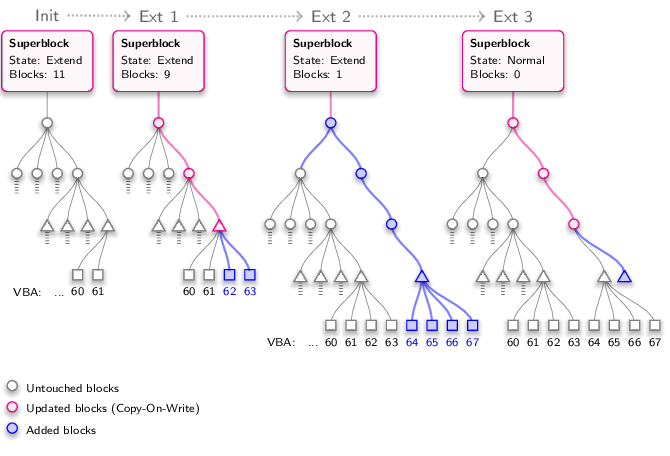 Init Ext 1 Ext 2 Ext 3
Superblock
State: Extend
Blocks: 11
Superblock
State: Extend
Blocks: 9
Superblock
State: Extend
Blocks: 1
Superblock
State: Normal
Blocks: 0
VBA: ... 60 61
60 61 62 63
VBA: ... 60 61 62 63 64 65 66 67
60 61 62 63 64 65 66 67
Untouched blocks
Updated blocks (Copy-On-Write)
Added blocks